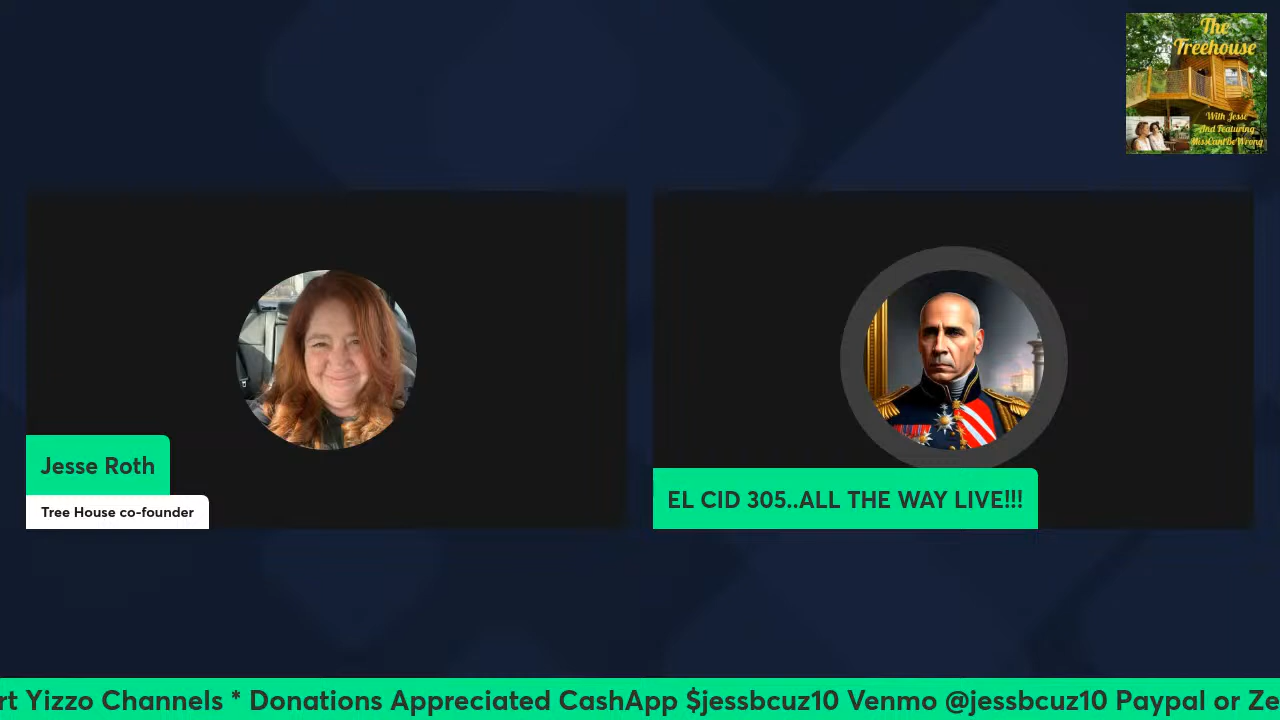 The
Treehouse
With Jesse
And Featuring
MissCantBeWrong
Jesse Roth
Tree House co-founder
EL CID 305..ALL THE WAY LIVE!!!
rt Yizzo Channels * Donations Appreciated CashApp $jessbcuz10 Venmo @jessbcuz10 Paypal or Ze